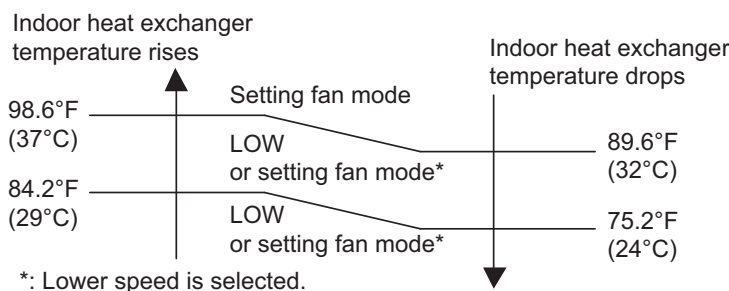 Indoor heat exchanger
temperature rises
Indoor heat exchanger
temperature drops
98.6°F
(37°C)
Setting fan mode
LOW
or setting fan mode*
89.6°F
(32°C)
84.2°F
(29°C)
LOW
or setting fan mode*
75.2°F
(24°C)
*: Lower speed is selected.